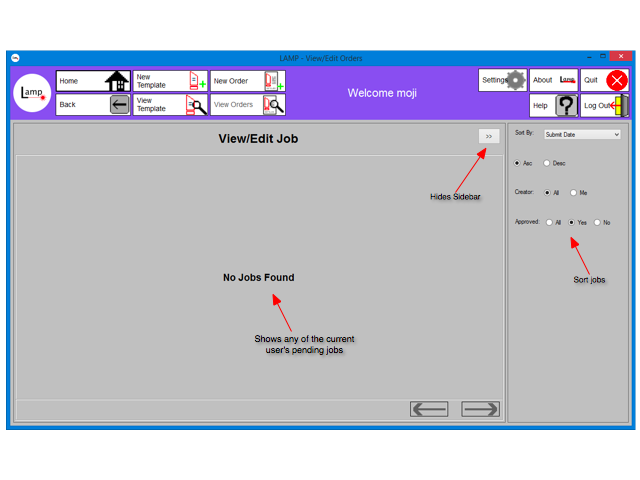 LAMP - View/Edit Orders
Lamp
Home
New
Template
New Order
Welcome moji
Settings
About
Lamp
Quit
Back
View
Template
View Orders
Help
Log Out
View/Edit Job
>>
Sort By:
Submit Date
Asc
Desc
Hides Sidebar
Creator:
All
Me
Approved:
All
Yes
No
No Jobs Found
Sort jobs
Shows any of the current
user's pending jobs